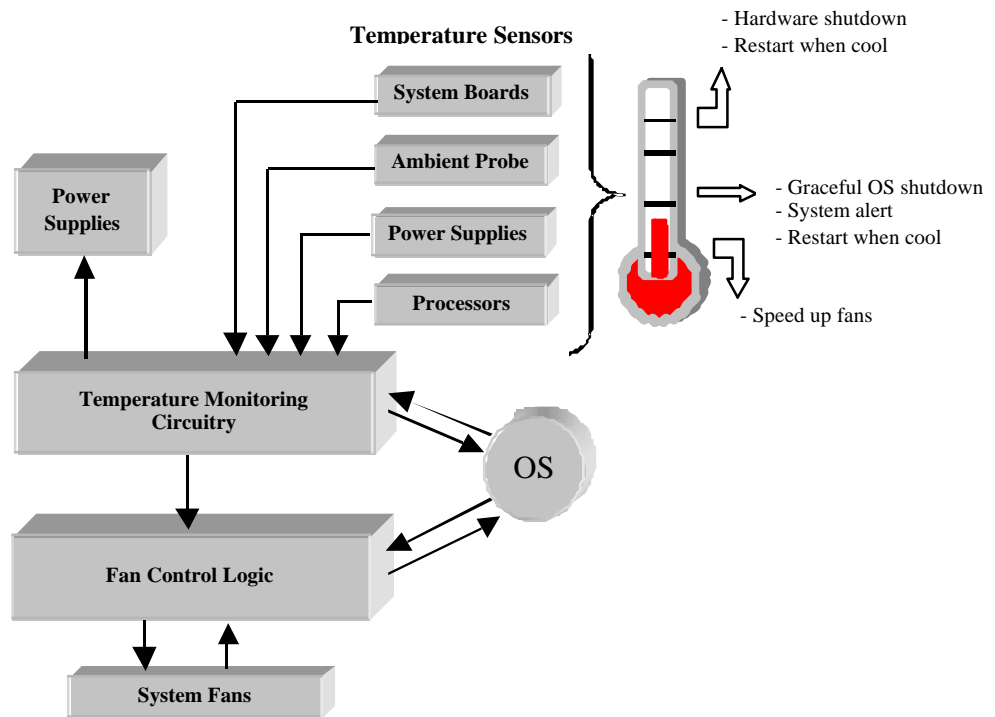 Temperature Sensors
- Hardware shutdown
- Restart when cool
System Boards
Ambient Probe
Power
Supplies
- Graceful OS shutdown
- System alert
- Restart when cool
Power Supplies
Processors
- Speed up fans
Temperature Monitoring
Circuitry
OS
Fan Control Logic
System Fans